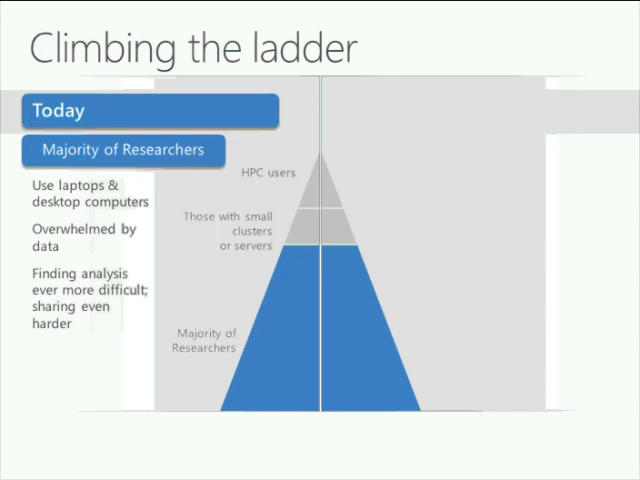 Climbing the ladder
Today
Majority of Researchers
Use laptops &
desktop computers
Overwhelmed by
data
Finding analysis
ever more difficult;
sharing even
harder
HPC users
Those with small
clusters
or servers
Majority of
Researchers